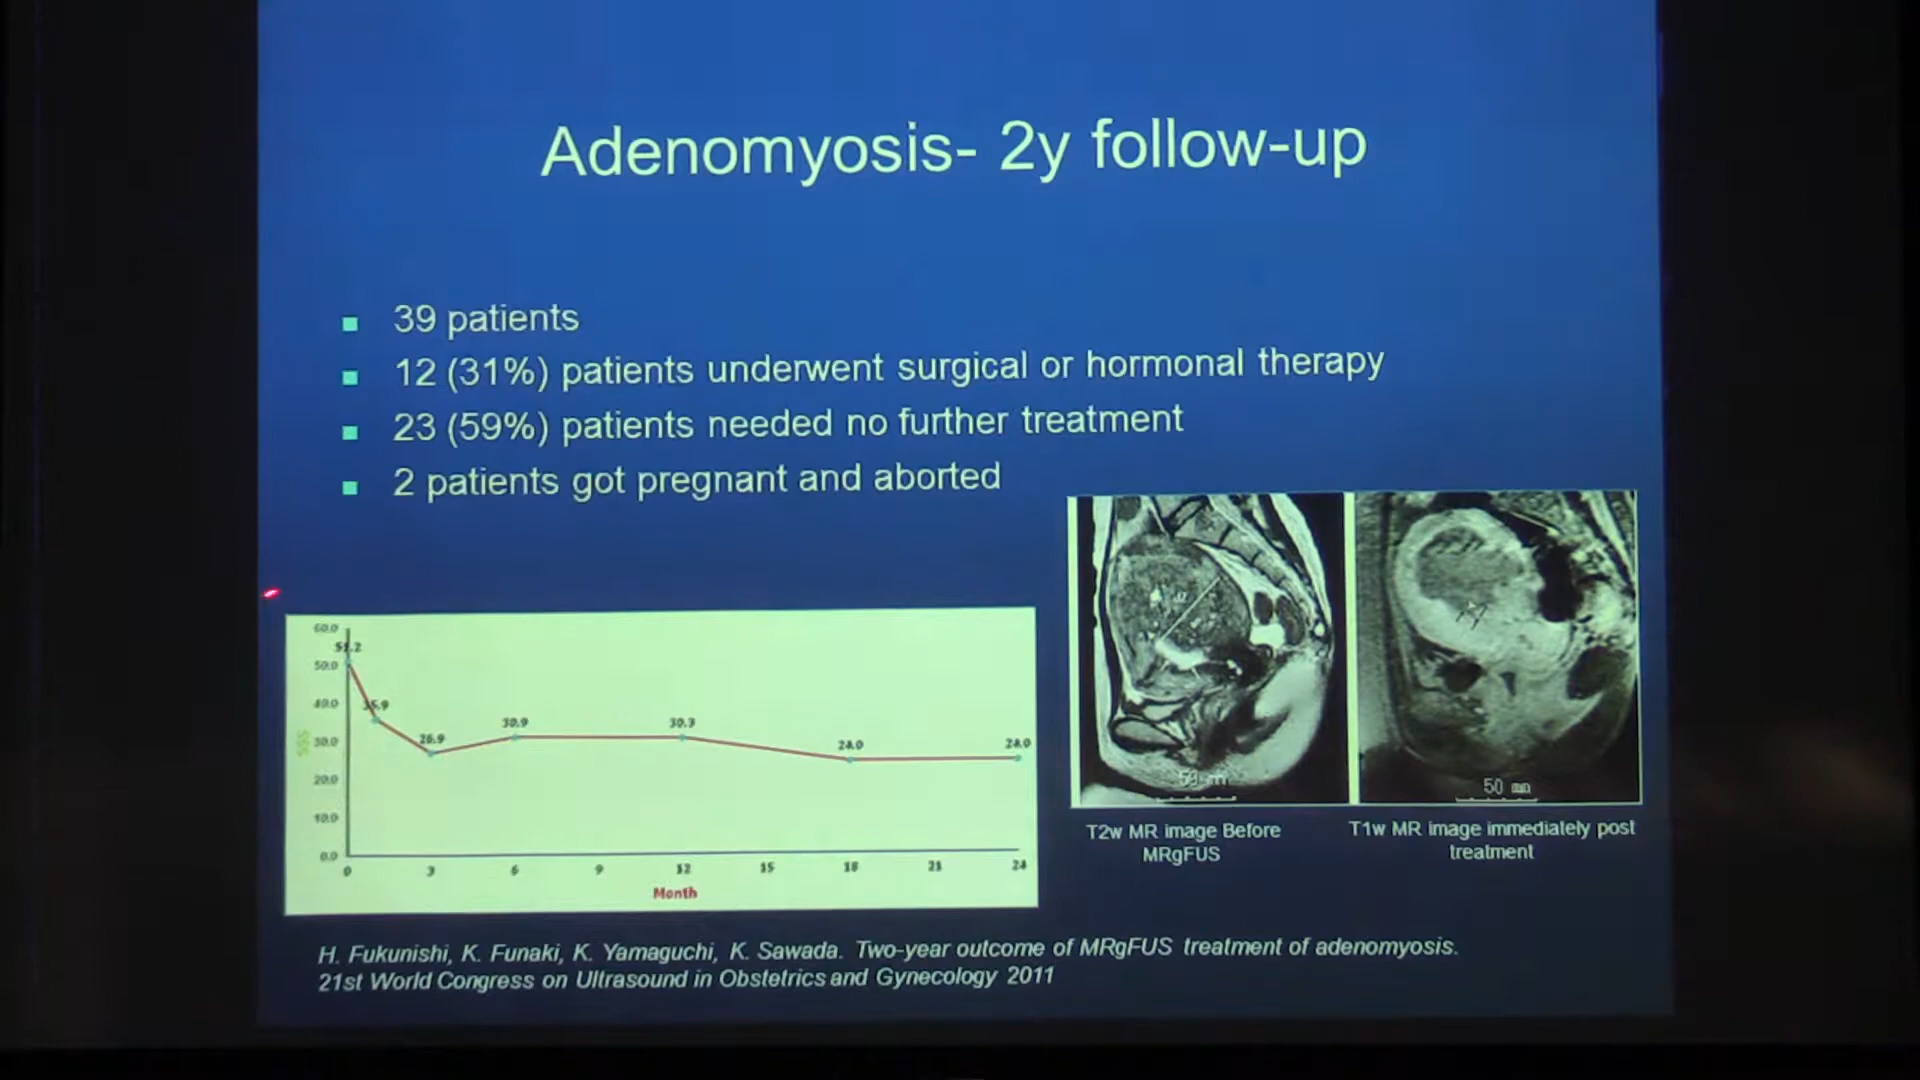 Adenomyosis- 2y follow-up
39 patients
12 (31%) patients underwent surgical or hormonal therapy
23 (59%) patients needed no further treatment
2 patients got pregnant and aborted
60.0
50.0
40.0
30.0
20.0
10.0
0.0
SSS
26.9
30.9
30.3
24.0
24.0
0 3 6 9 12 15 18 21 24
Month
50 mm
T2w MR image Before
MRgFUS
T1w MR image immediately post
treatment
H. Fukunishi, K. Funaki, K. Yamaguchi, K. Sawada. Two-year outcome of MRgFUS treatment of adenomyosis.
21st World Congress on Ultrasound in Obstetrics and Gynecology 2011